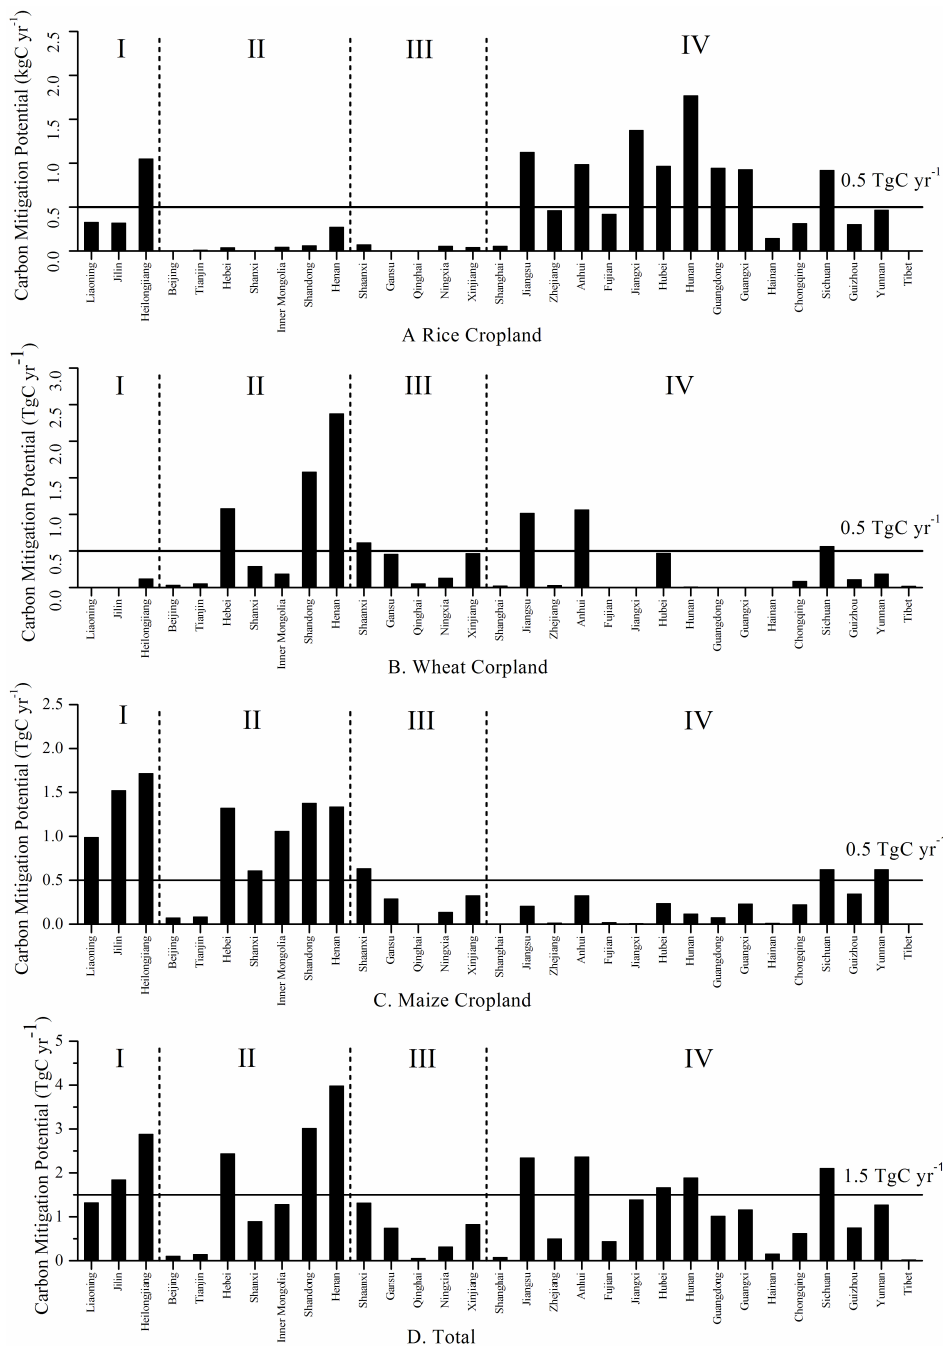 Carbon Mitigation Potential (kgC yr-1)
2.5
2.0
1.5
1.0
0.5
0.0
I
II
III
IV
0.5 TgC yr-1
Liaoning
Jilin
Heilongjiang
Beijing
Tianjin
Hebei
Shanxi
Inner Mongolia
Shandong
Henan
Shaanxi
Gansu
Qinghai
Ningxia
Xinjiang
Shanghai
Jiangsu
Zhejiang
Anhui
Fujian
Jiangxi
Hubei
Hunan
Guangdong
Guangxi
Hainan
Chongqing
Sichuan
Guizhou
Yunnan
Tibet
A Rice Cropland
Carbon Mitigation Potential (TgC yr-1)
3.0
2.5
2.0
1.5
1.0
0.5
0.0
I
II
III
IV
0.5 TgC yr-1
Liaoning
Jilin
Heilongjiang
Beijing
Tianjin
Hebei
Shanxi
Inner Mongolia
Shandong
Henan
Shaanxi
Gansu
Qinghai
Ningxia
Xinjiang
Shanghai
Jiangsu
Zhejiang
Anhui
Fujian
Jiangxi
Hubei
Hunan
Guangdong
Guangxi
Hainan
Chongqing
Sichuan
Guizhou
Yunnan
Tibet
B. Wheat Corpland
Carbon Mitigation Potential (TgC yr-1)
2.5
2.0
1.5
1.0
0.5
0.0
I
II
III
IV
0.5 TgC yr-1
Liaoning
Jilin
Heilongjiang
Beijing
Tianjin
Hebei
Shanxi
Inner Mongolia
Shandong
Henan
Shaanxi
Gansu
Qinghai
Ningxia
Xinjiang
Shanghai
Jiangsu
Zhejiang
Anhui
Fujian
Jiangxi
Hubei
Hunan
Guangdong
Guangxi
Hainan
Chongqing
Sichuan
Guizhou
Yunnan
Tibet
C. Maize Cropland
Carbon Mitigation Potential (TgC yr-1)
5
4
3
2
1
0
I
II
III
IV
1.5 TgC yr-1
Liaoning
Jilin
Heilongjiang
Beijing
Tianjin
Hebei
Shanxi
Inner Mongolia
Shandong
Henan
Shaanxi
Gansu
Qinghai
Ningxia
Xinjiang
Shanghai
Jiangsu
Zhejiang
Anhui
Fujian
Jiangxi
Hubei
Hunan
Guangdong
Guangxi
Hainan
Chongqing
Sichuan
Guizhou
Yunnan
Tibet
D. Total